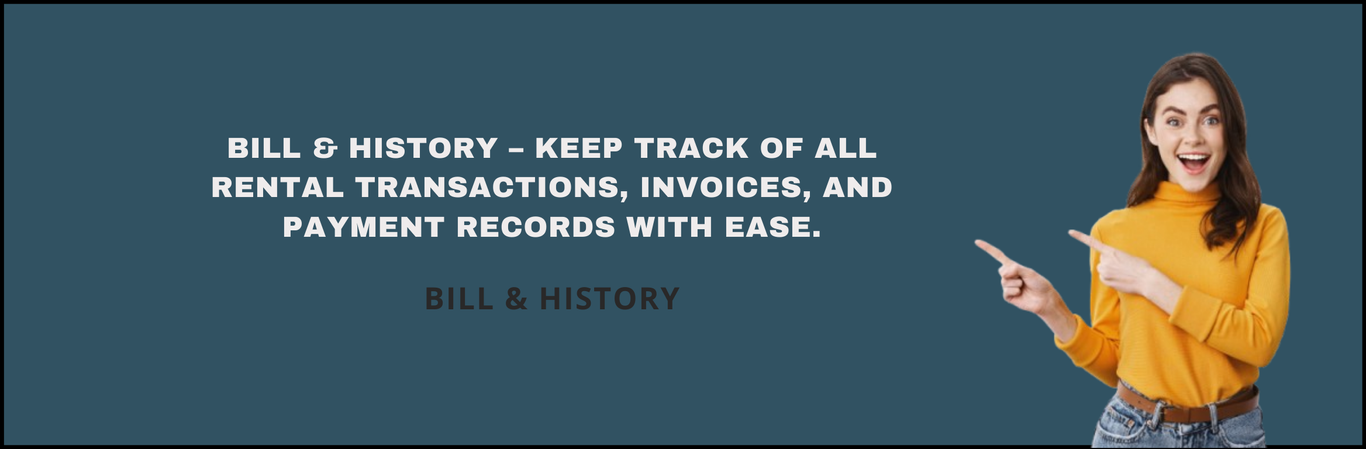 BILL & HISTORY – KEEP TRACK OF ALL
RENTAL TRANSACTIONS, INVOICES, AND
PAYMENT RECORDS WITH EASE.
BILL & HISTORY